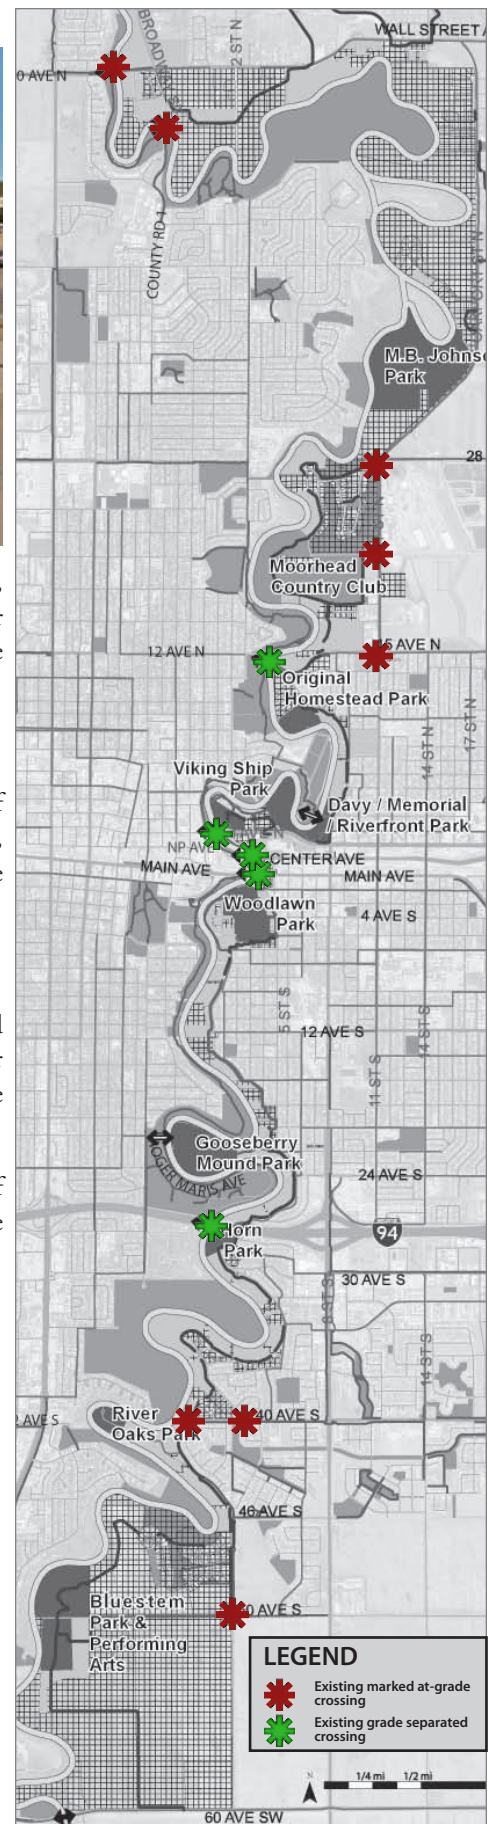 WALL STREET
BROADWAY
2 ST N
0 AVE N
COUNTY RD 1
M.B. Johns
Park
28
Moorhead
Country Club
5 AVE N
12 AVE N
Original
Homestead Park
17 ST N
14 ST N
Viking Ship
Park
Davy / Memorial
/ Riverfront Park
NP AVE
CENTER AVE
MAIN AVE
MAIN AVE
Woodlawn
Park
4 AVE S
5 ST S
12 AVE S
14 ST S
11 ST S
Gooseberry
Mound Park
ROGER MARIS AVE
24 AVE S
94
Horn
Park
30 AVE S
8 ST S
14 ST S
River
Oaks Park
2 AVE S
40 AVE S
46 AVE S
Bluestem
Park &
Performing
Arts
0 AVE S
LEGEND
Existing marked at-grade
crossing
Existing grade separated
crossing
N
1/4 mi
1/2 mi
60 AVE SW